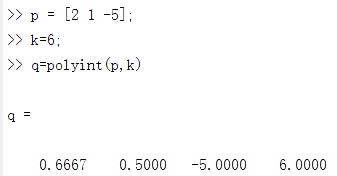 >> p = [2 1 -5];
>> k=6;
>> q=polyint(p,k)
q =
0.6667 0.5000 -5.0000 6.0000